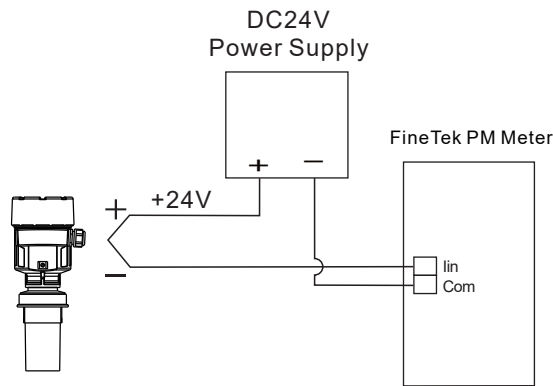 DC24V
Power Supply
+ −
FineTek PM Meter
+ +24V
−
Iin
Com